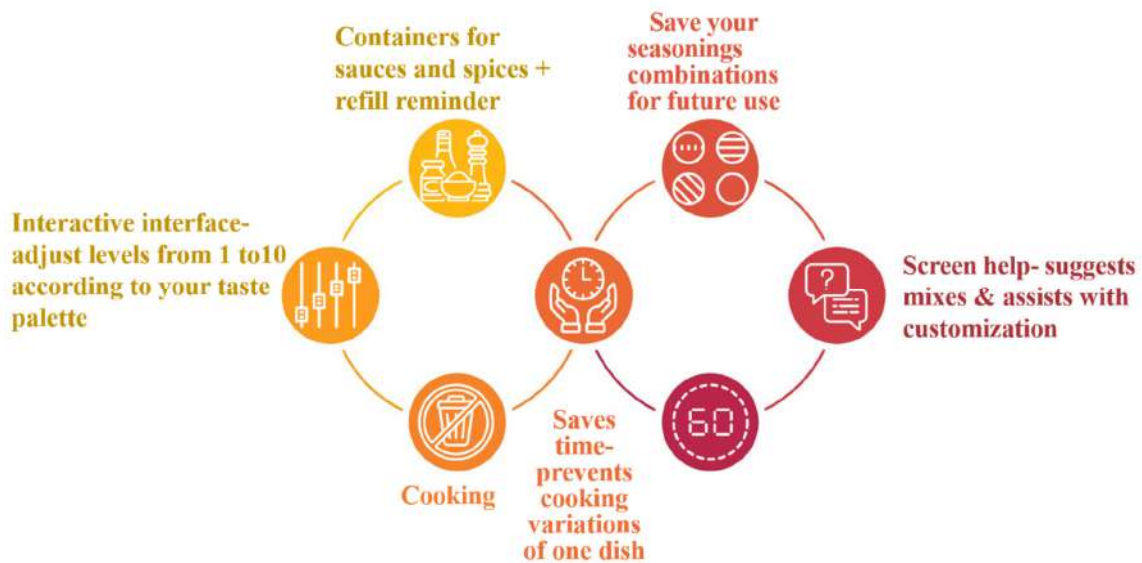 Containers for
sauces and spices +
refill reminder
Save your
seasonings
combinations
for future use
Interactive interface-
adjust levels from 1 to10
according to your taste
palette
?
Screen help- suggests
mixes & assists with
customization
60
Cooking
Saves
time-
prevents
cooking
variations
of one dish